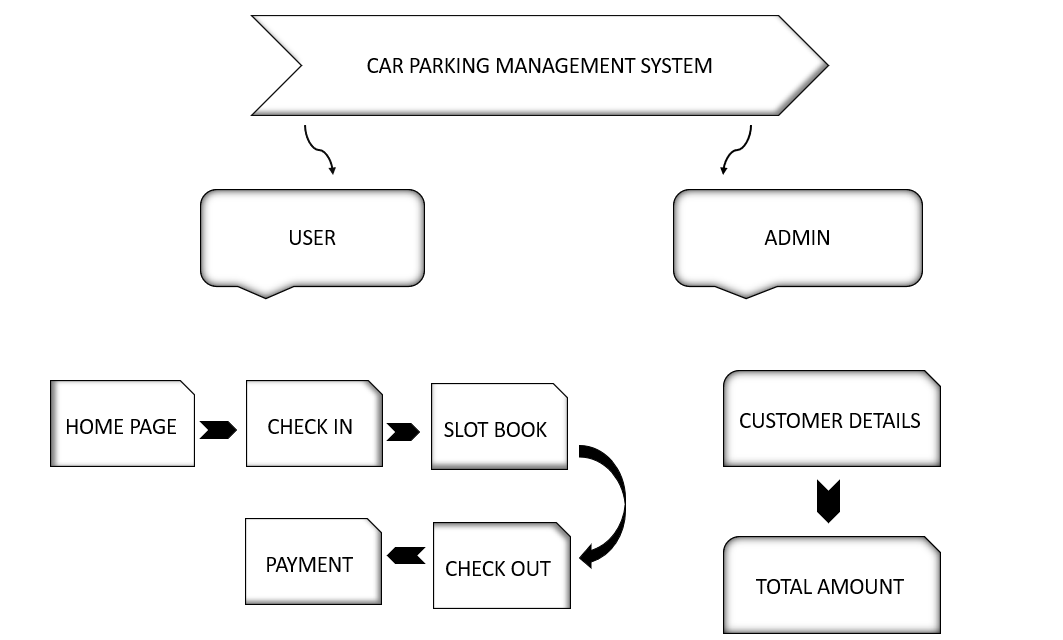 CAR PARKING MANAGEMENT SYSTEM
USER
ADMIN
HOME PAGE
CHECK IN
SLOT BOOK
CUSTOMER DETAILS
PAYMENT
CHECK OUT
TOTAL AMOUNT